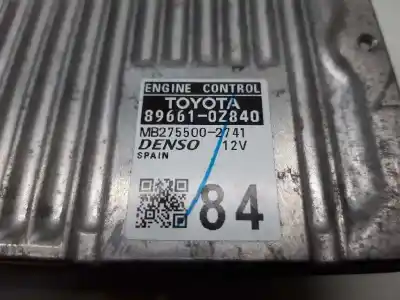 ENGINE CONTROL
TOYOTA
89661-0Z840
MB275500-2741
DENSO 12V
SPAIN
84